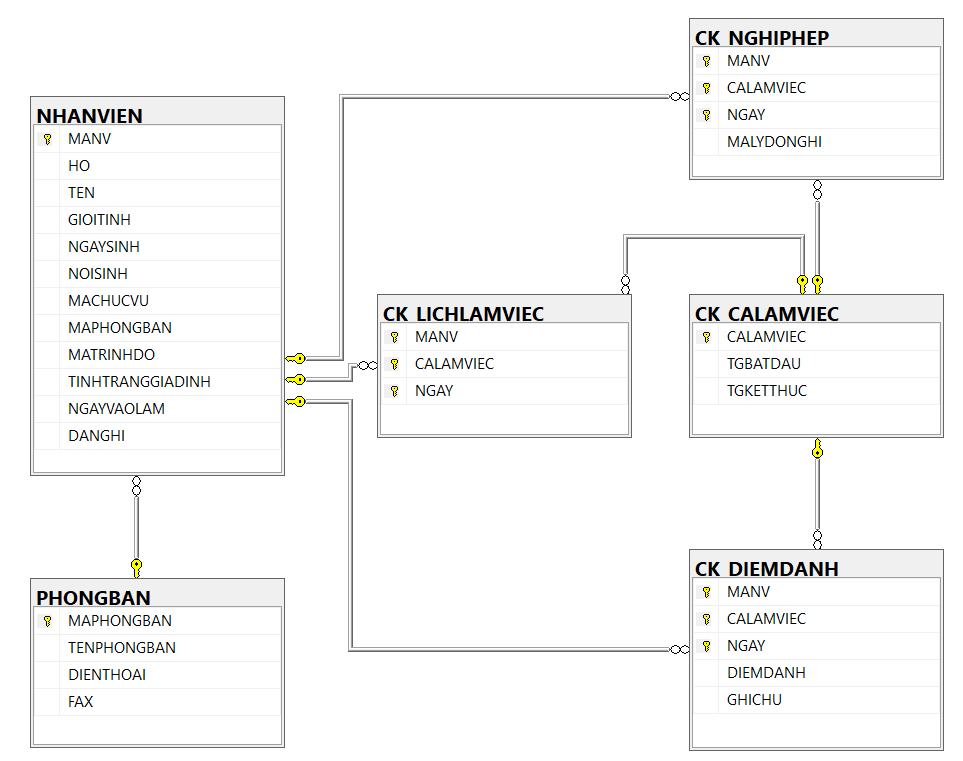 NHANVIEN
MANV
HO
TEN
GIOITINH
NGAYSINH
NOISINH
MACHUCVU
MAPHONGBAN
MATRINHDO
TINHTRANGGIADINH
NGAYVAOLAM
DANGHI
PHONGBAN
MAPHONGBAN
TENPHONGBAN
DIENTHOAI
FAX
CK_LICHLAMVIEC
MANV
CALAMVIEC
NGAY
CK_NGHIPHEP
MANV
CALAMVIEC
NGAY
MALYDONGHI
CK_CALAMVIEC
CALAMVIEC
TGBATDAU
TGKETTHUC
CK_DIEMDANH
MANV
CALAMVIEC
NGAY
DIEMDANH
GHICHU